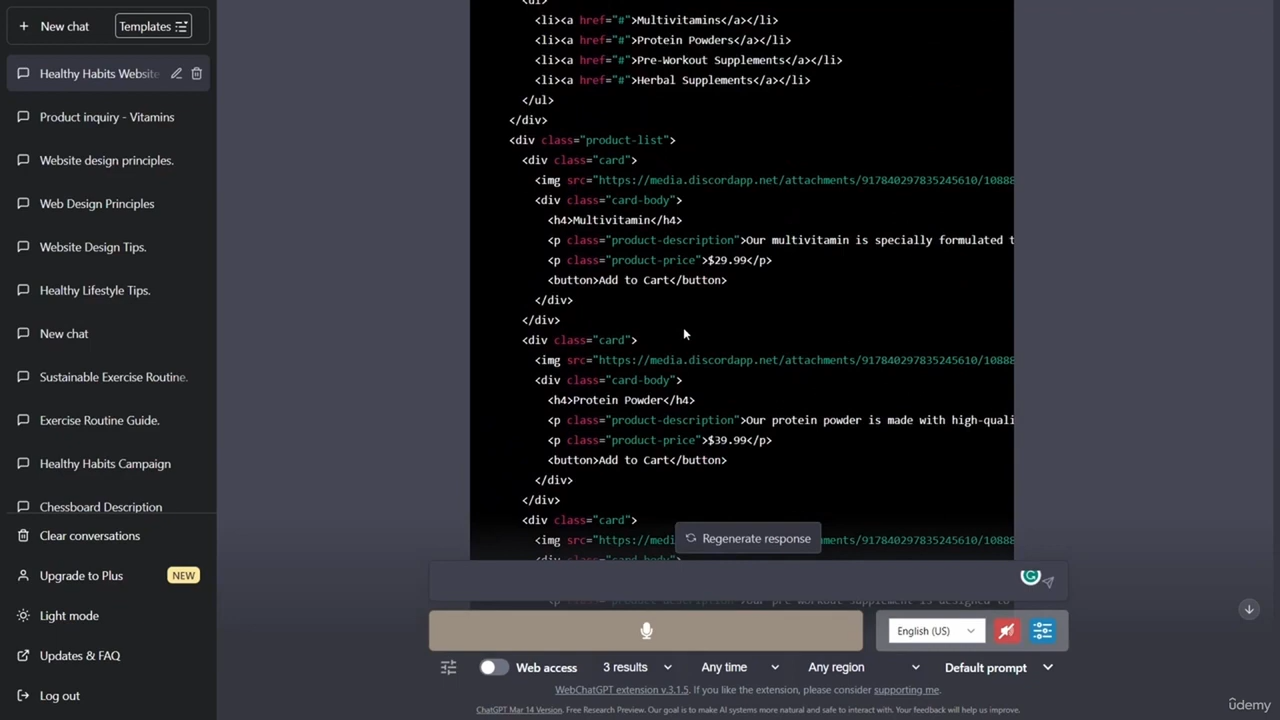 New chat
Templates
Healthy Habits Website
Product inquiry - Vitamins
Website design principles.
Web Design Principles
Website Design Tips.
Healthy Lifestyle Tips.
New chat
Sustainable Exercise Routine.
Exercise Routine Guide.
Healthy Habits Campaign
Chessboard Description
Clear conversations
Upgrade to Plus NEW
Light mode
Updates & FAQ
Log out
<ul>
<li><a href="#">Multivitamins</a></li>
<li><a href="#">Protein Powders</a></li>
<li><a href="#">Pre-Workout Supplements</a></li>
<li><a href="#">Herbal Supplements</a></li>
</ul>
</div>
<div class="product-list">
<div class="card">
<img src="https://media.discordapp.net/attachments/917840297835245610/10888
<div class="card-body">
<h4>Multivitamin</h4>
<p class="product-description">Our multivitamin is specially formulated t
<p class="product-price">$29.99</p>
<button>Add to Cart</button>
</div>
</div>
<div class="card">
<img src="https://media.discordapp.net/attachments/917840297835245610/10888
<div class="card-body">
<h4>Protein Powder</h4>
<p class="product-description">Our protein powder is made with high-quali
<p class="product-price">$39.99</p>
<button>Add to Cart</button>
</div>
</div>
<div class="card">
<img src="https://medi
uments/917840297835245610/10888
Regenerate response
English (US)
Web access
3 results
Any time
Any region
Default prompt
WebChatGPT extension v.3.1.5. If you like the extension, please consider supporting me.
ChatGPT Mar 14 Version. Free Research Preview. Our goal is to make AI systems more natural and safe to interact with. Your feedback will help us improve.
ûdemy